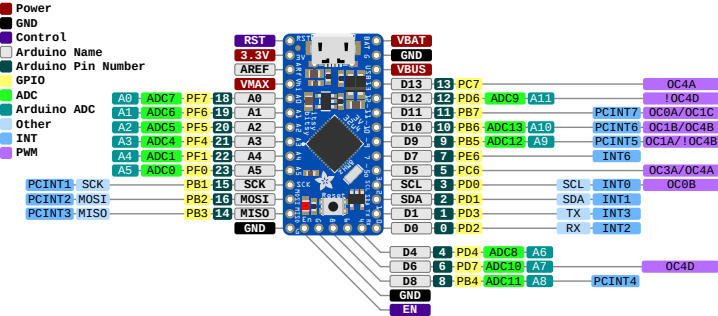 Power
GND
Control
Arduino Name
Arduino Pin Number
GPIO
ADC
Arduino ADC
Other
INT
PWM
RST
3.3V
AREF
VMAX
A0 ADC7 PF7 18 A0
A1 ADC6 PF6 19 A1
A2 ADC5 PF5 20 A2
A3 ADC4 PF4 21 A3
A4 ADC1 PF1 22 A4
A5 ADC0 PF0 23 A5
PCINT1 SCK PB1 15 SCK
PCINT2 MOSI PB2 16 MOSI
PCINT3 MISO PB3 14 MISO
GND
VBAT
GND
VBUS
D13 13 PC7 OC4A
D12 12 PD6 ADC9 A11 !OC4D
D11 11 PB7 PCINT7 OC0A/OC1C
D10 10 PB6 ADC13 A10 PCINT6 OC1B/OC4B
D9 9 PB5 ADC12 A9 PCINT5 OC1A/!OC4B
D7 7 PE6 INT6
D5 5 PC6 OC3A/OC4A
SCL 3 PD0 SCL INT0 OC0B
SDA 2 PD1 SDA INT1
D1 1 PD3 TX INT3
D0 0 PD2 RX INT2
D4 4 PD4 ADC8 A6
D6 6 PD7 ADC10 A7 OC4D
D8 8 PB4 ADC11 A8 PCINT4
GND
EN
Reset